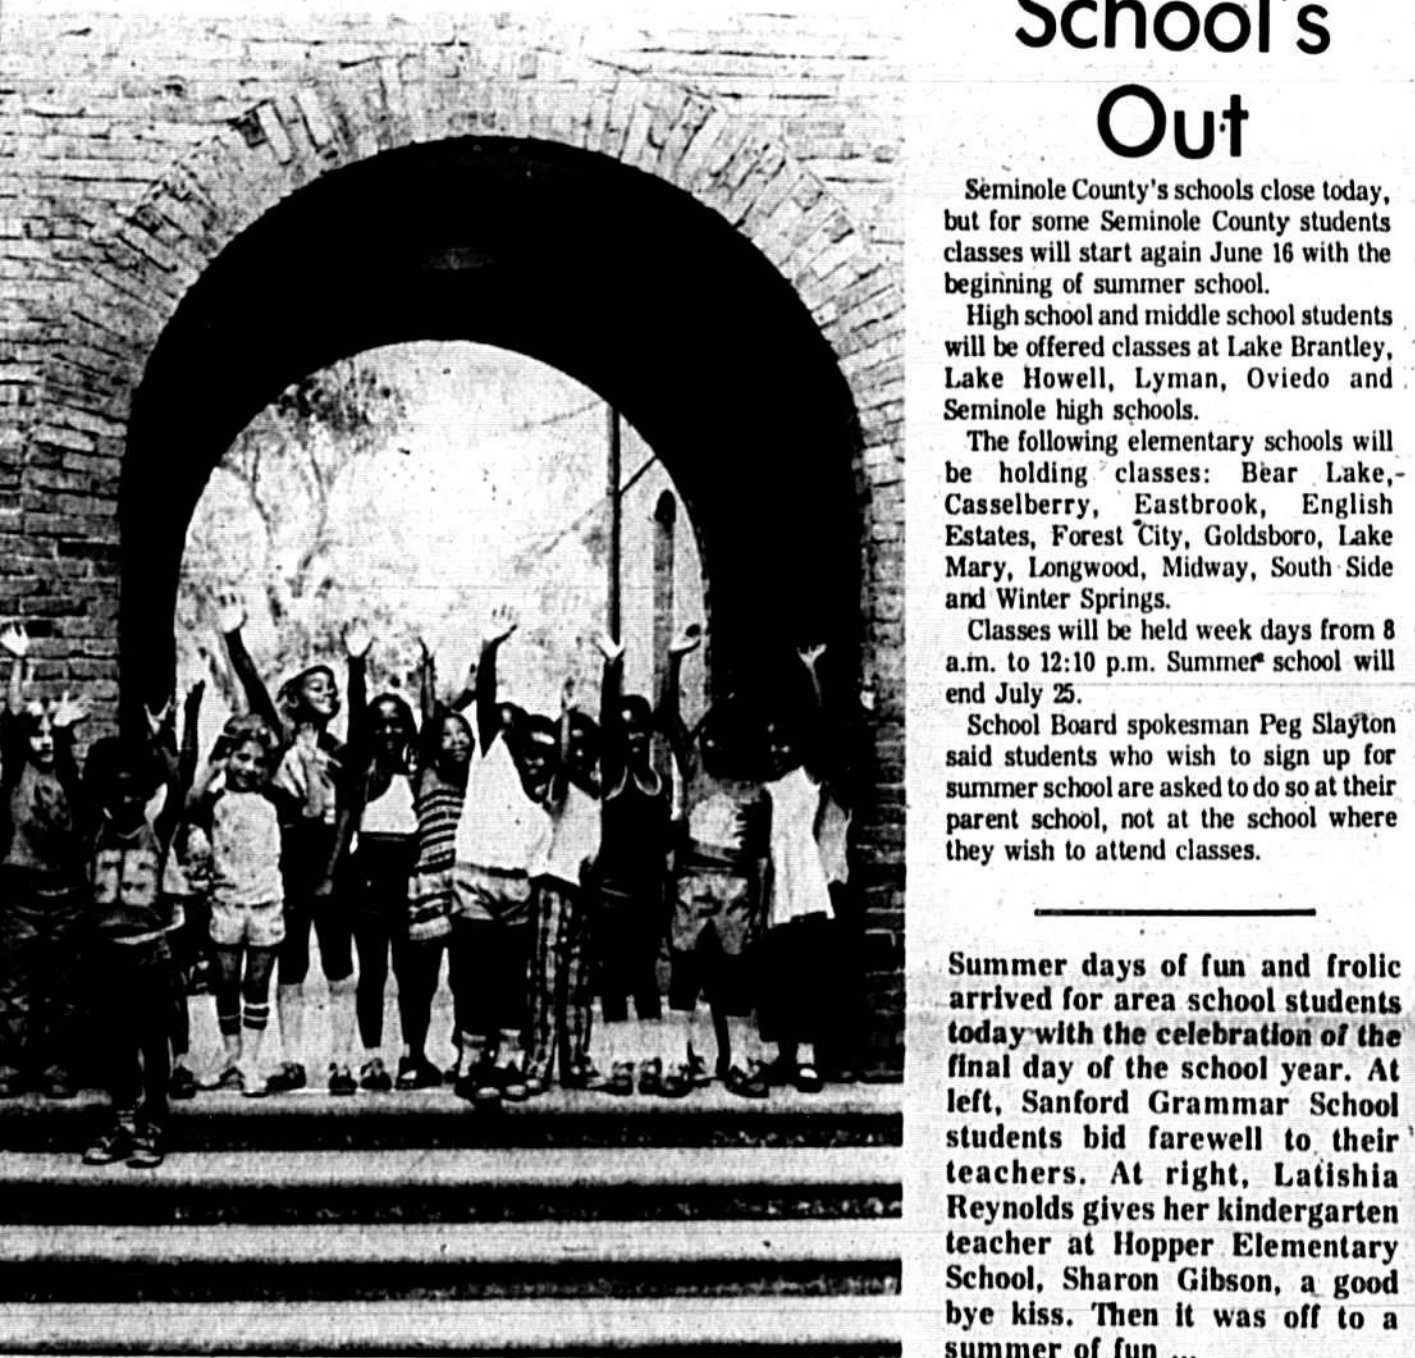 School's
Out
Seminole County's schools close today,
but for some Seminole County students
classes will start again June 16 with the
beginning of summer school.
High school and middle school students
will be offered classes at Lake Brantley,
Lake Howell, Lyman, Oviedo and
Seminole high schools.
The following elementary schools will
be holding classes: Bear Lake,
Casselberry, Eastbrook, English
Estates, Forest City, Goldsboro, Lake
Mary, Longwood, Midway, South Side
and Winter Springs.
Classes will be held week days from 8
a.m. to 12:10 p.m. Summer school will
end July 25.
School Board spokesman Peg Slayton
said students who wish to sign up for
summer school are asked to do so at their
parent school, not at the school where
they wish to attend classes.
Summer days of fun and frolic
arrived for area school students
today with the celebration of the
final day of the school year. At
left, Sanford Grammar School
students bid farewell to their
teachers. At right, Latishia
Reynolds gives her kindergarten
teacher at Hopper Elementary
School, Sharon Gibson, a good
bye kiss. Then it was off to a
summer of fun ...